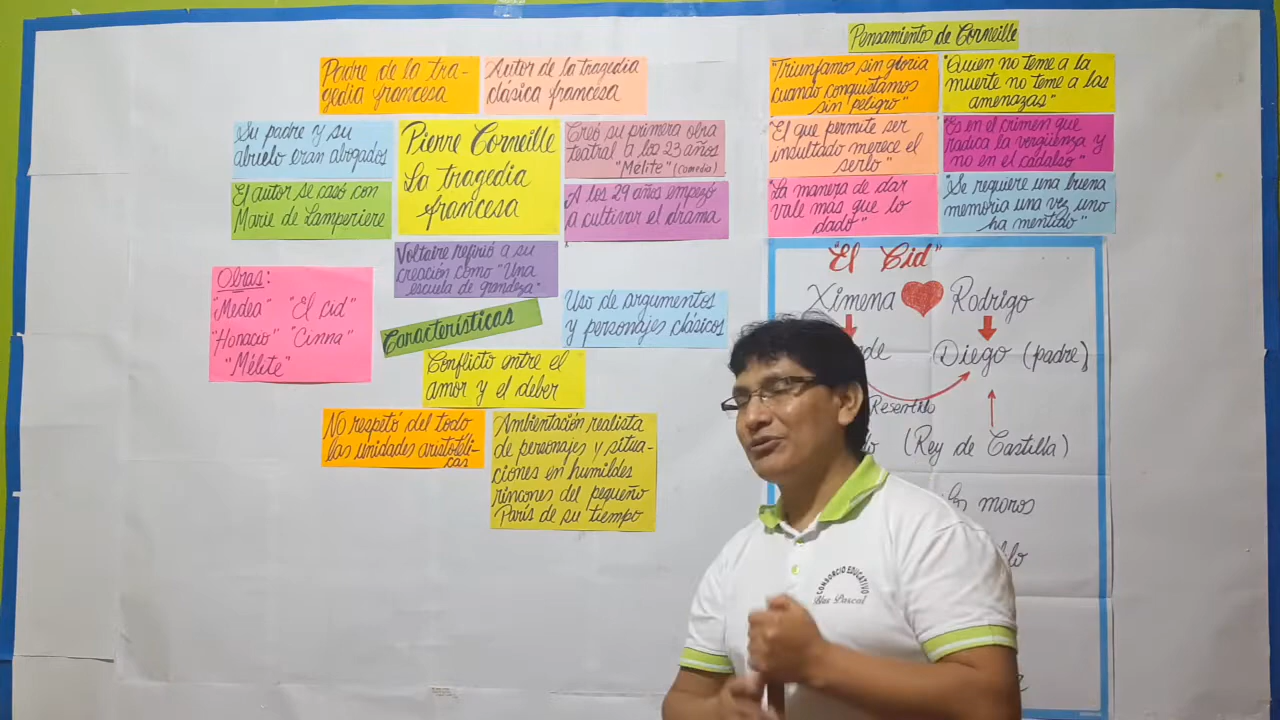 Pensamiento de Corneille
Padre de la tra-
gedia francesa
Autor de la tragedia
clásica francesa
"Triunfamos sin gloria
cuando conquistamos
sin peligro"
"Quien no teme a la
muerte no teme a las
amenazas"
Su padre y su
abuelo eran abogados
Pierre Corneille
La tragedia
francesa
Creó su primera obra
teatral a los 23 años
"Mélite" (comedia)
"El que permite ser
insultado merece el
serlo"
"Es en el crimen que
radica la vergüenza y
no en el cadalso"
El autor se casó con
Marie de Lamperiere
A los 29 años empezó
a cultivar el drama
"La manera de dar
vale más que lo
dado"
"Se requiere una buena
memoria una vez uno
ha mentido"
Voltaire refirió a su
creación como "Una
escuela de grandeza"
Obras:
"Medea" "El cid"
"Horacio" "Cinna"
"Mélite"
Características
Uso de argumentos
y personajes clásicos
Conflicto entre el
amor y el deber
No respetó del todo
las unidades aristotéli-
cas
Ambientación realista
de personajes y situa-
ciones en humildes
rincones del pequeño
París de su tiempo
"El Cid"
Ximena Rodrigo
Diego (padre)
Resentido
(Rey de Castilla)
moros
CONSORCIO EDUCATIVO
Blas Pascal